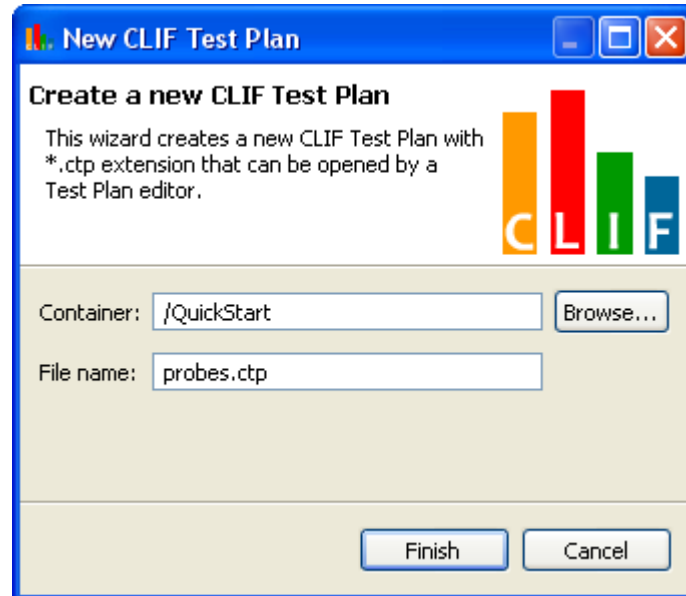 New CLIF Test Plan
Create a new CLIF Test Plan
This wizard creates a new CLIF Test Plan with
*.ctp extension that can be opened by a
Test Plan editor.
CLIF
Container: /QuickStart Browse...
File name: probes.ctp
Finish Cancel